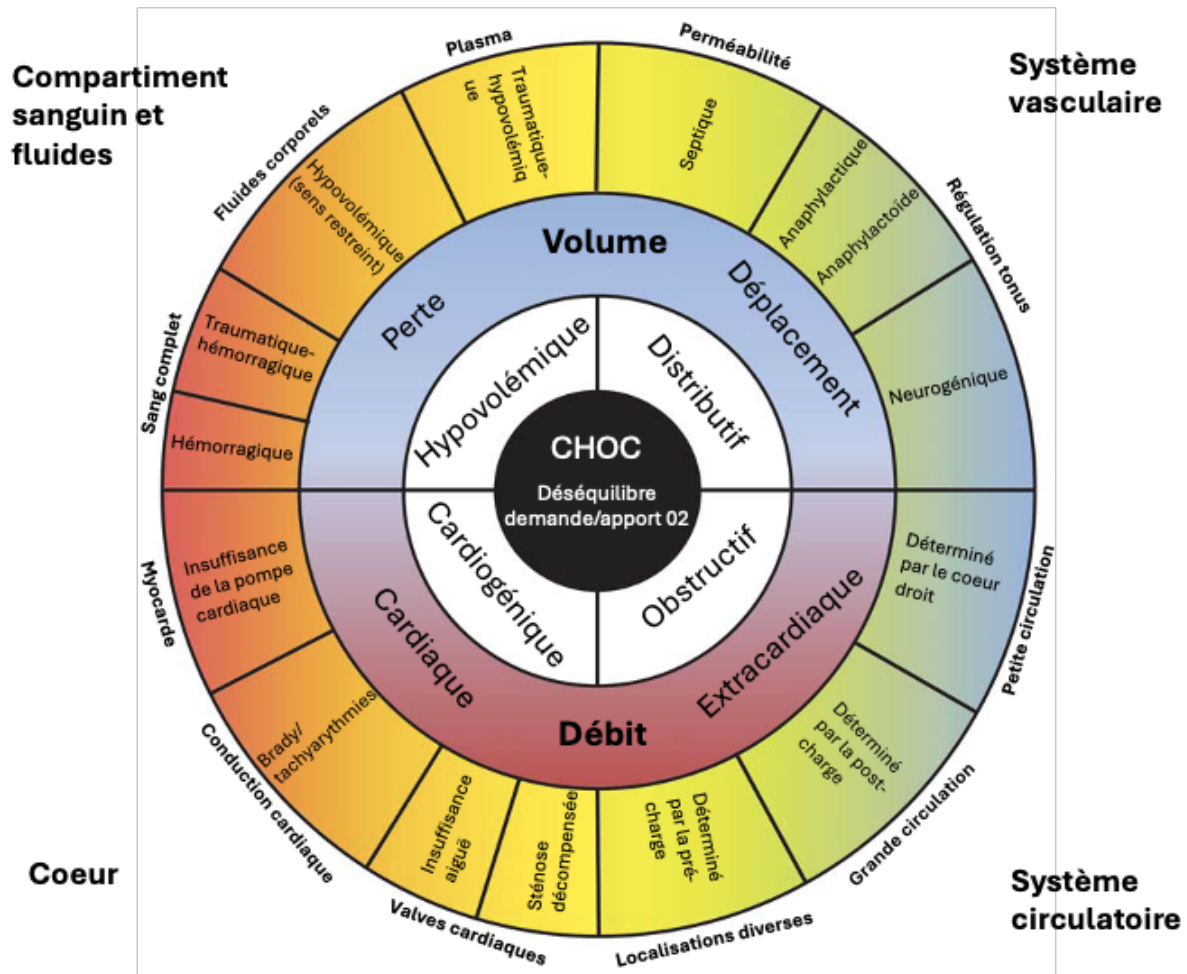 Compartiment
sanguin et
fluides
Système
vasculaire
Plasma
Perméabilité
Fluides corporels
Régulation tonus
Sang complet
Traumatique-
hypovolémiq
ue
Septique
Anaphylactique
Anaphylactoïde
Hypovolémique
(sens restreint)
Traumatique-
hémorragique
Hémorragique
Neurogénique
Volume
Perte
Déplacement
Hypovolémique
Distributif
CHOC
Déséquilibre
demande/apport 02
Cardiogénique
Obstructif
Cardiaque
Extracardiaque
Débit
Insuffisance
de la pompe
cardiaque
Déterminé
par le coeur
droit
Brady/
tachyarythmies
Insuffisance
aiguë
Sténose
décompensée
Déterminé
par la pré-
charge
Déterminé
par la post-
charge
Myocarde
Petite circulation
Conduction cardiaque
Grande circulation
Valves cardiaques
Localisations diverses
Coeur
Système
circulatoire